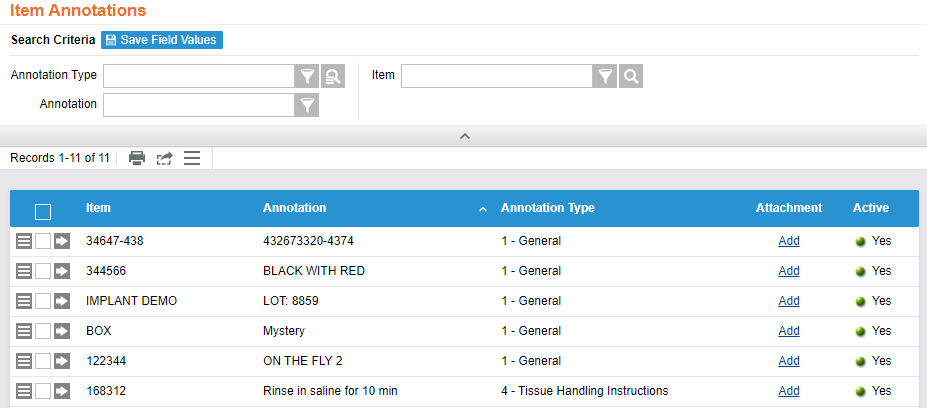 Item Annotations
Search Criteria Save Field Values
Annotation Type Item
Annotation
Records 1-11 of 11
Item Annotation Annotation Type Attachment Active
34647-438 432673320-4374 1 - General Add Yes
344566 BLACK WITH RED 1 - General Add Yes
IMPLANT DEMO LOT: 8859 1 - General Add Yes
BOX Mystery 1 - General Add Yes
122344 ON THE FLY 2 1 - General Add Yes
168312 Rinse in saline for 10 min 4 - Tissue Handling Instructions Add Yes